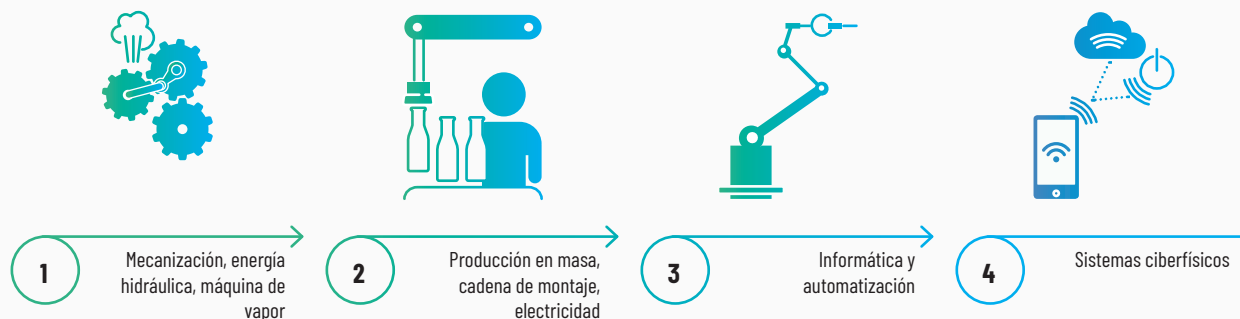 1
Mecanización, energía
hidráulica, máquina de
vapor
2
Producción en masa,
cadena de montaje,
electricidad
3
Informática y
automatización
4
Sistemas ciberfísicos